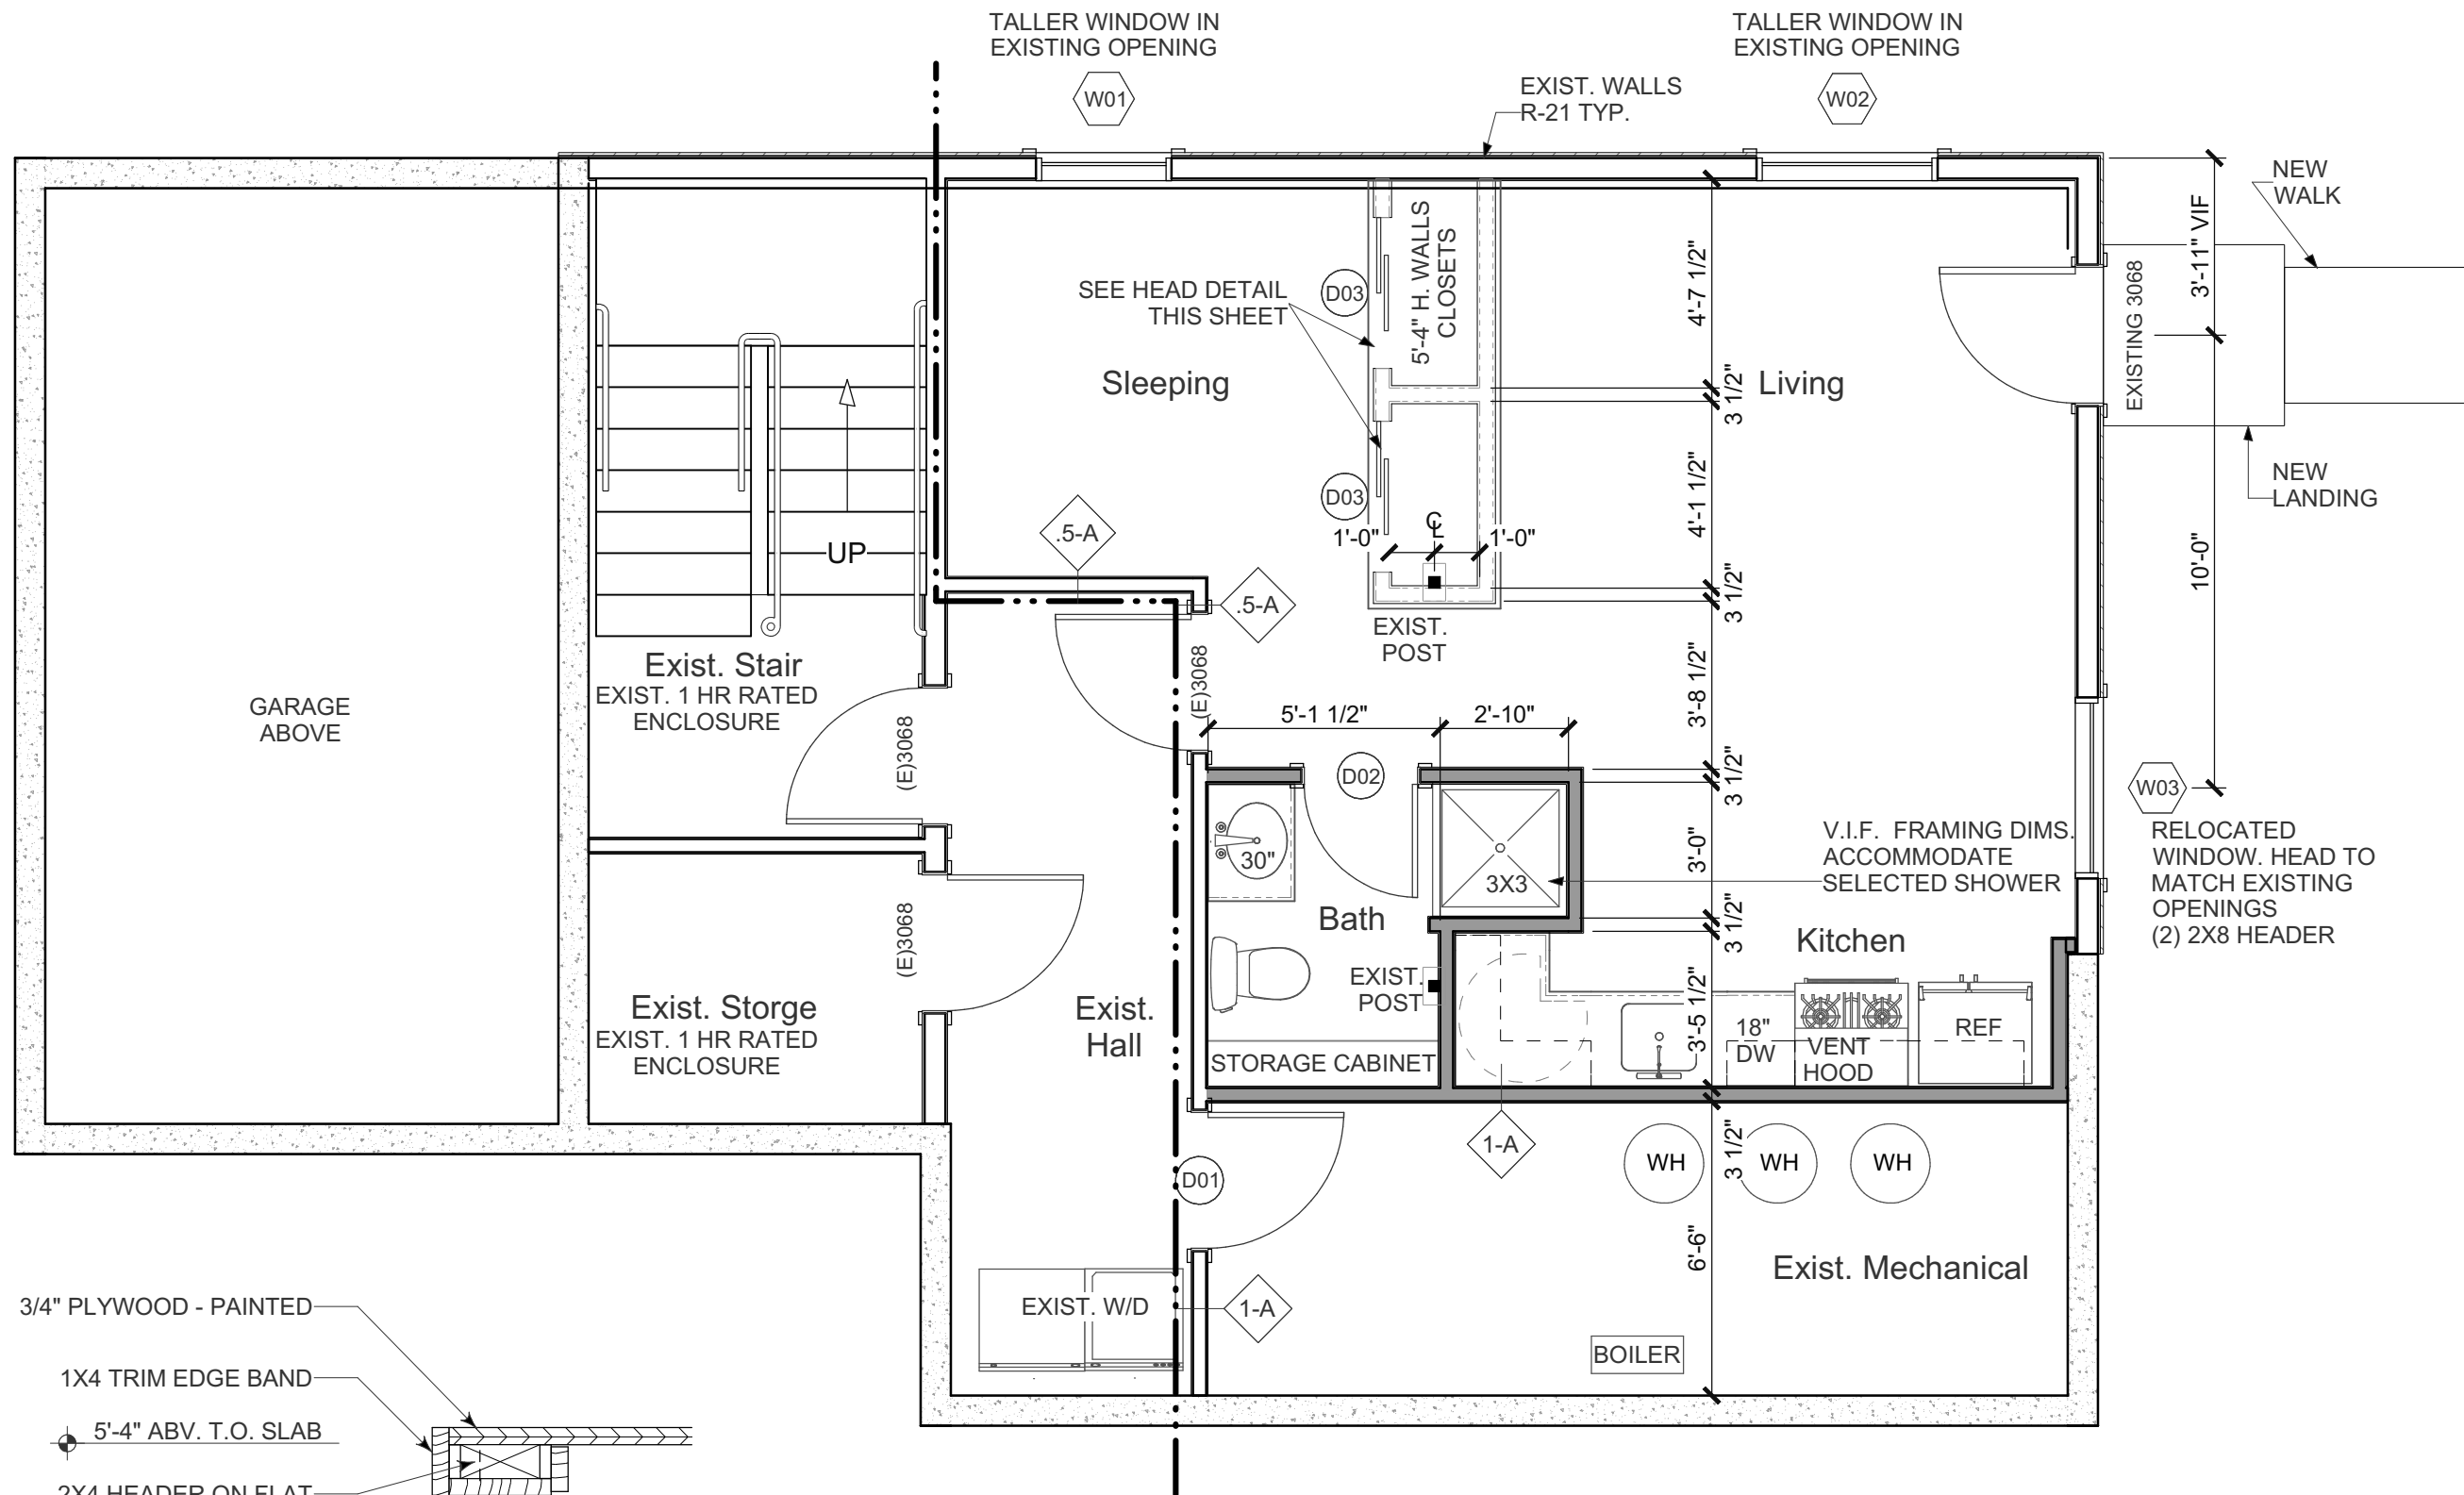 TALLER WINDOW IN
EXISTING OPENING
W01
TALLER WINDOW IN
EXISTING OPENING
W02
EXIST. WALLS
R-21 TYP.
NEW
WALK
3'-11" VIF
EXISTING 3068
NEW
LANDING
10'-0"
5'-4" H. WALLS
CLOSETS
D03
SEE HEAD DETAIL
THIS SHEET
Sleeping
Living
4'-7 1/2"
3 1/2"
4'-1 1/2"
3 1/2"
3'-8 1/2"
3 1/2"
3'-0"
3 1/2"
3'-5 1/2"
3 1/2"
6'-6"
D03
1'-0"
℄
1'-0"
.5-A
.5-A
UP
EXIST.
POST
Exist. Stair
EXIST. 1 HR RATED
ENCLOSURE
GARAGE
ABOVE
(E)3068
(E)3068
5'-1 1/2"
2'-10"
D02
W03
RELOCATED
WINDOW. HEAD TO
MATCH EXISTING
OPENINGS
(2) 2X8 HEADER
V.I.F. FRAMING DIMS.
ACCOMMODATE
SELECTED SHOWER
30"
3X3
Bath
Kitchen
(E)3068
Exist. Storge
EXIST. 1 HR RATED
ENCLOSURE
Exist.
Hall
EXIST.
POST
STORAGE CABINET
18"
DW
VENT
HOOD
REF
1-A
WH
WH
WH
D01
Exist. Mechanical
EXIST. W/D
1-A
BOILER
3/4" PLYWOOD - PAINTED
1X4 TRIM EDGE BAND
5'-4" ABV. T.O. SLAB
2X4 HEADER ON FLAT